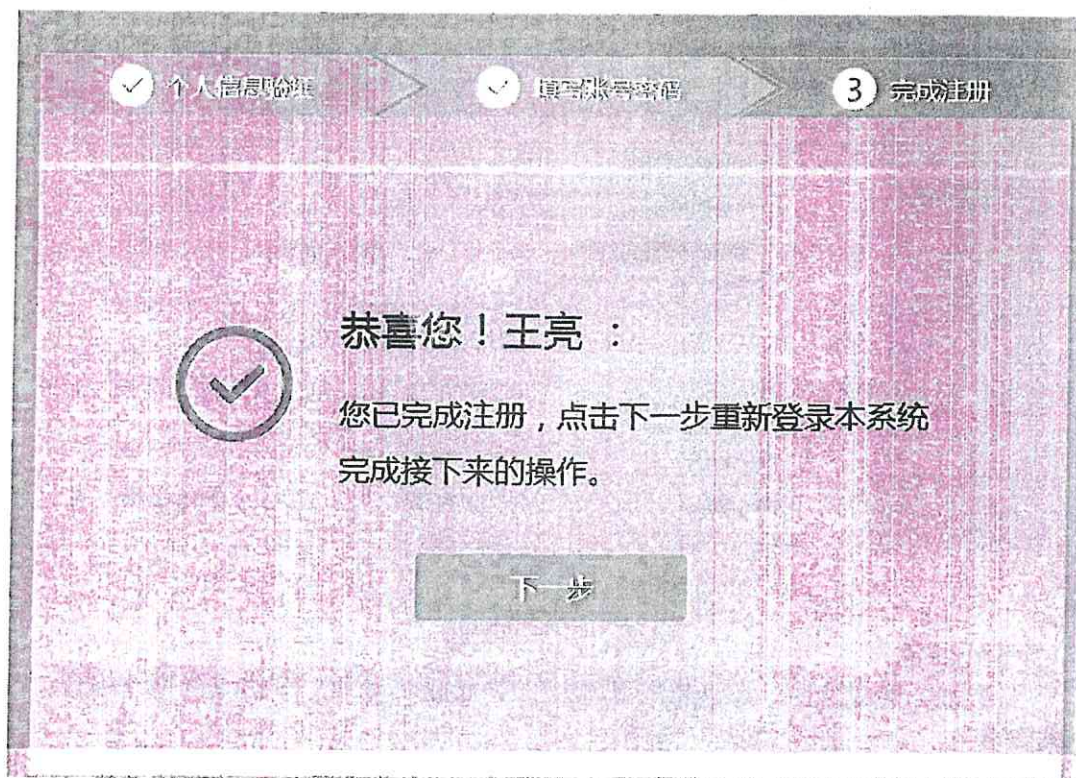 个人信息验证
填写账号密码
3 完成注册
恭喜您！王亮 ：
您已完成注册，点击下一步重新登录本系统
完成接下来的操作。
下一步